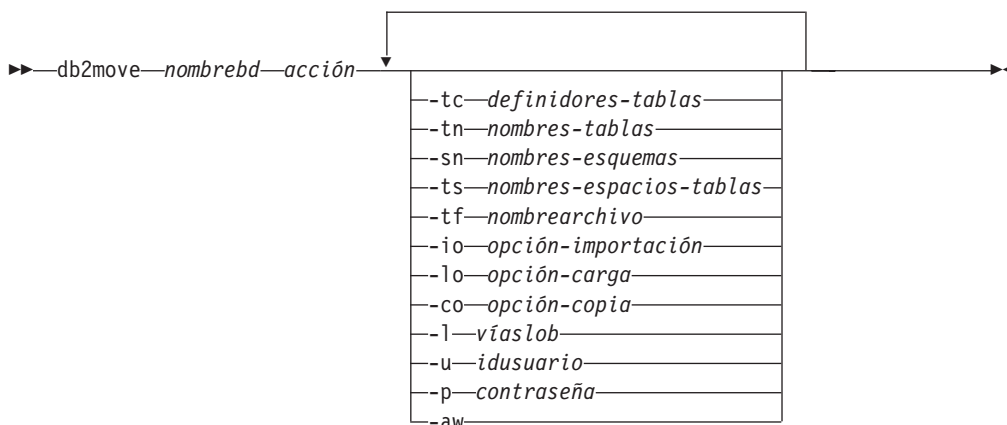 db2move nombrebd acción
-tc definidores-tablas
-tn nombres-tablas
-sn nombres-esquemas
-ts nombres-espacios-tablas
-tf nombrearchivo
-io opción-importación
-lo opción-carga
-co opción-copia
-l víaslob
-u idusuario
-p contraseña
-aw